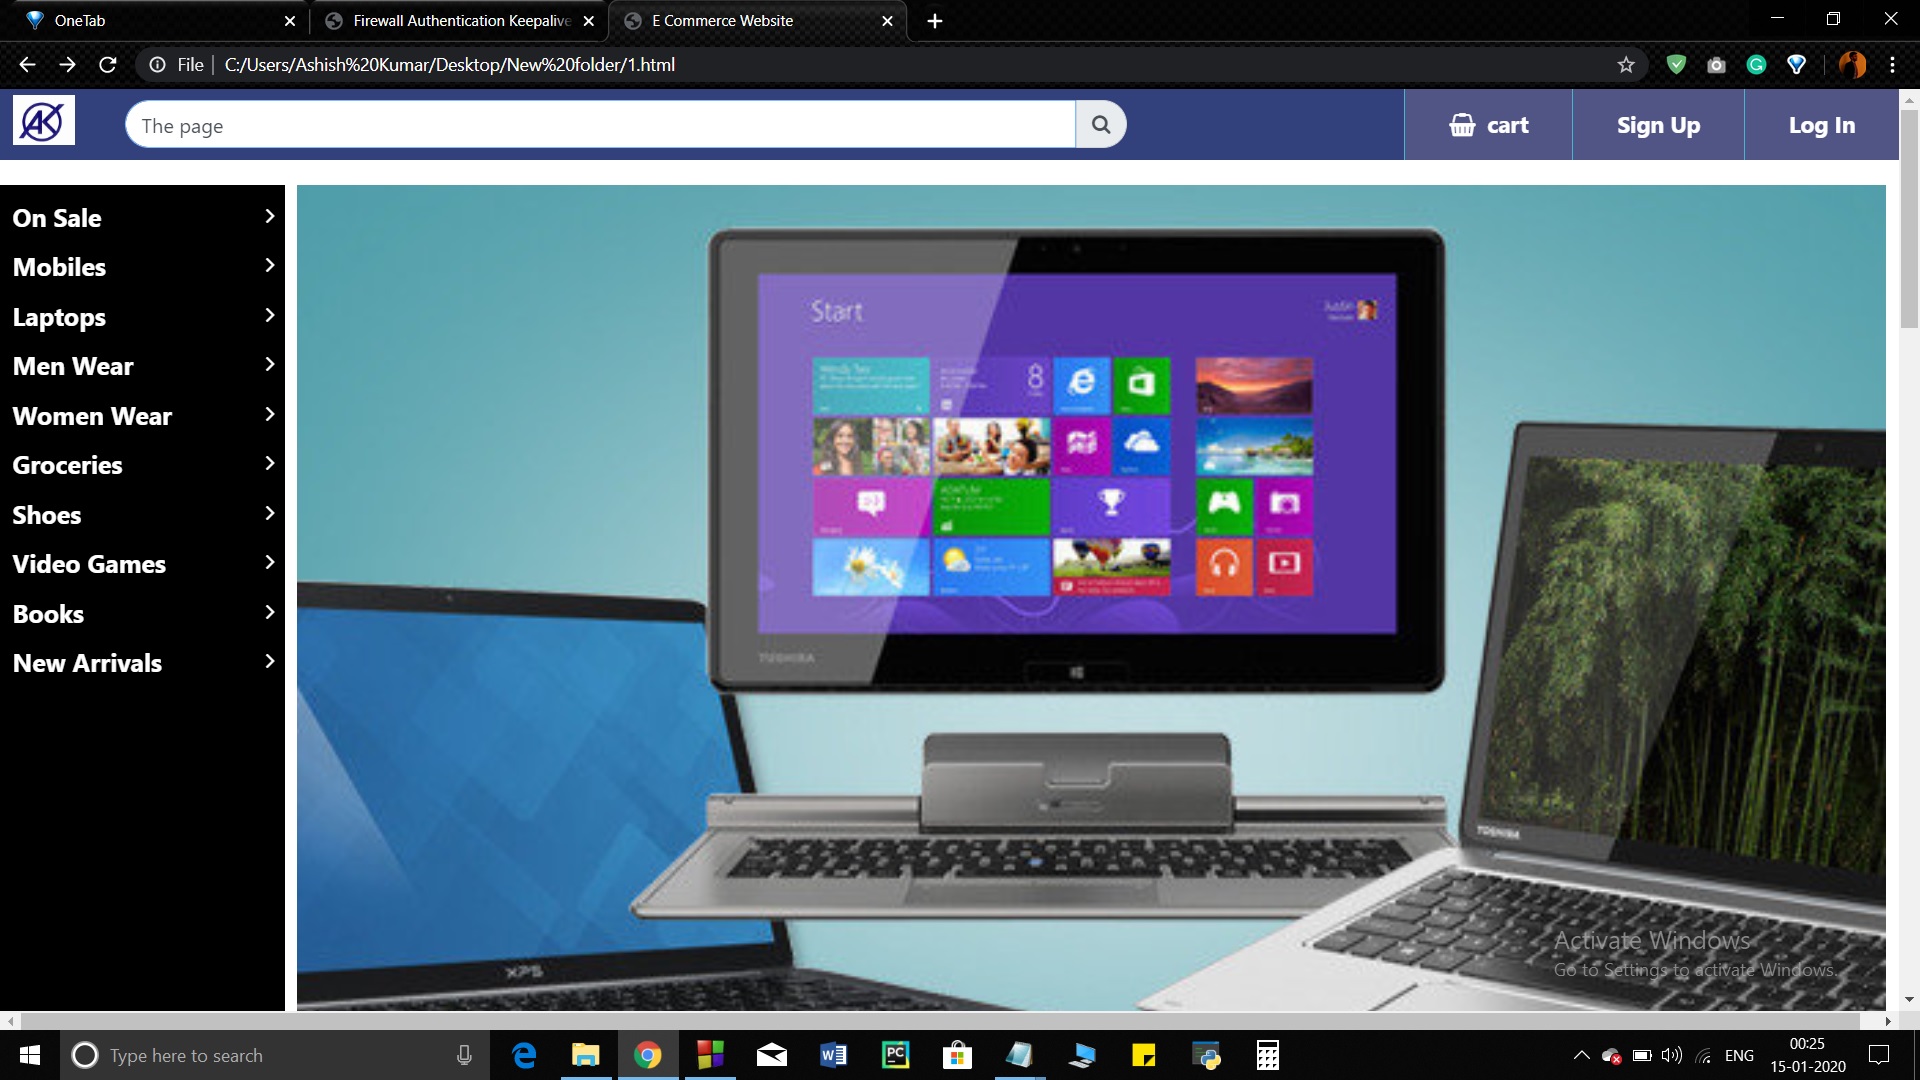 OneTab
Firewall Authentication Keepalive
E Commerce Website
File
C:/Users/Ashish%20Kumar/Desktop/New%20folder/1.html
AK
The page
cart
Sign Up
Log In
On Sale
Mobiles
Laptops
Men Wear
Women Wear
Groceries
Shoes
Video Games
Books
New Arrivals
Start
Justin
8
TOSHIBA
TOSHIBA
XPS
Activate Windows
Go to Settings to activate Windows.
Type here to search
ENG
00:25
15-01-2020